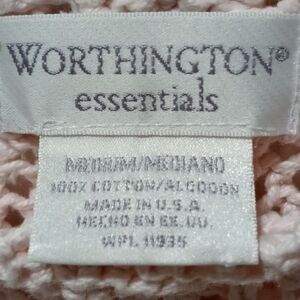 WORTHINGTON®
essentials
MEDIUM/MEDIANO
100% COTTON/ALGODON
MADE IN U.S.A.
HECHO EN EE.UU.
WPL 11935